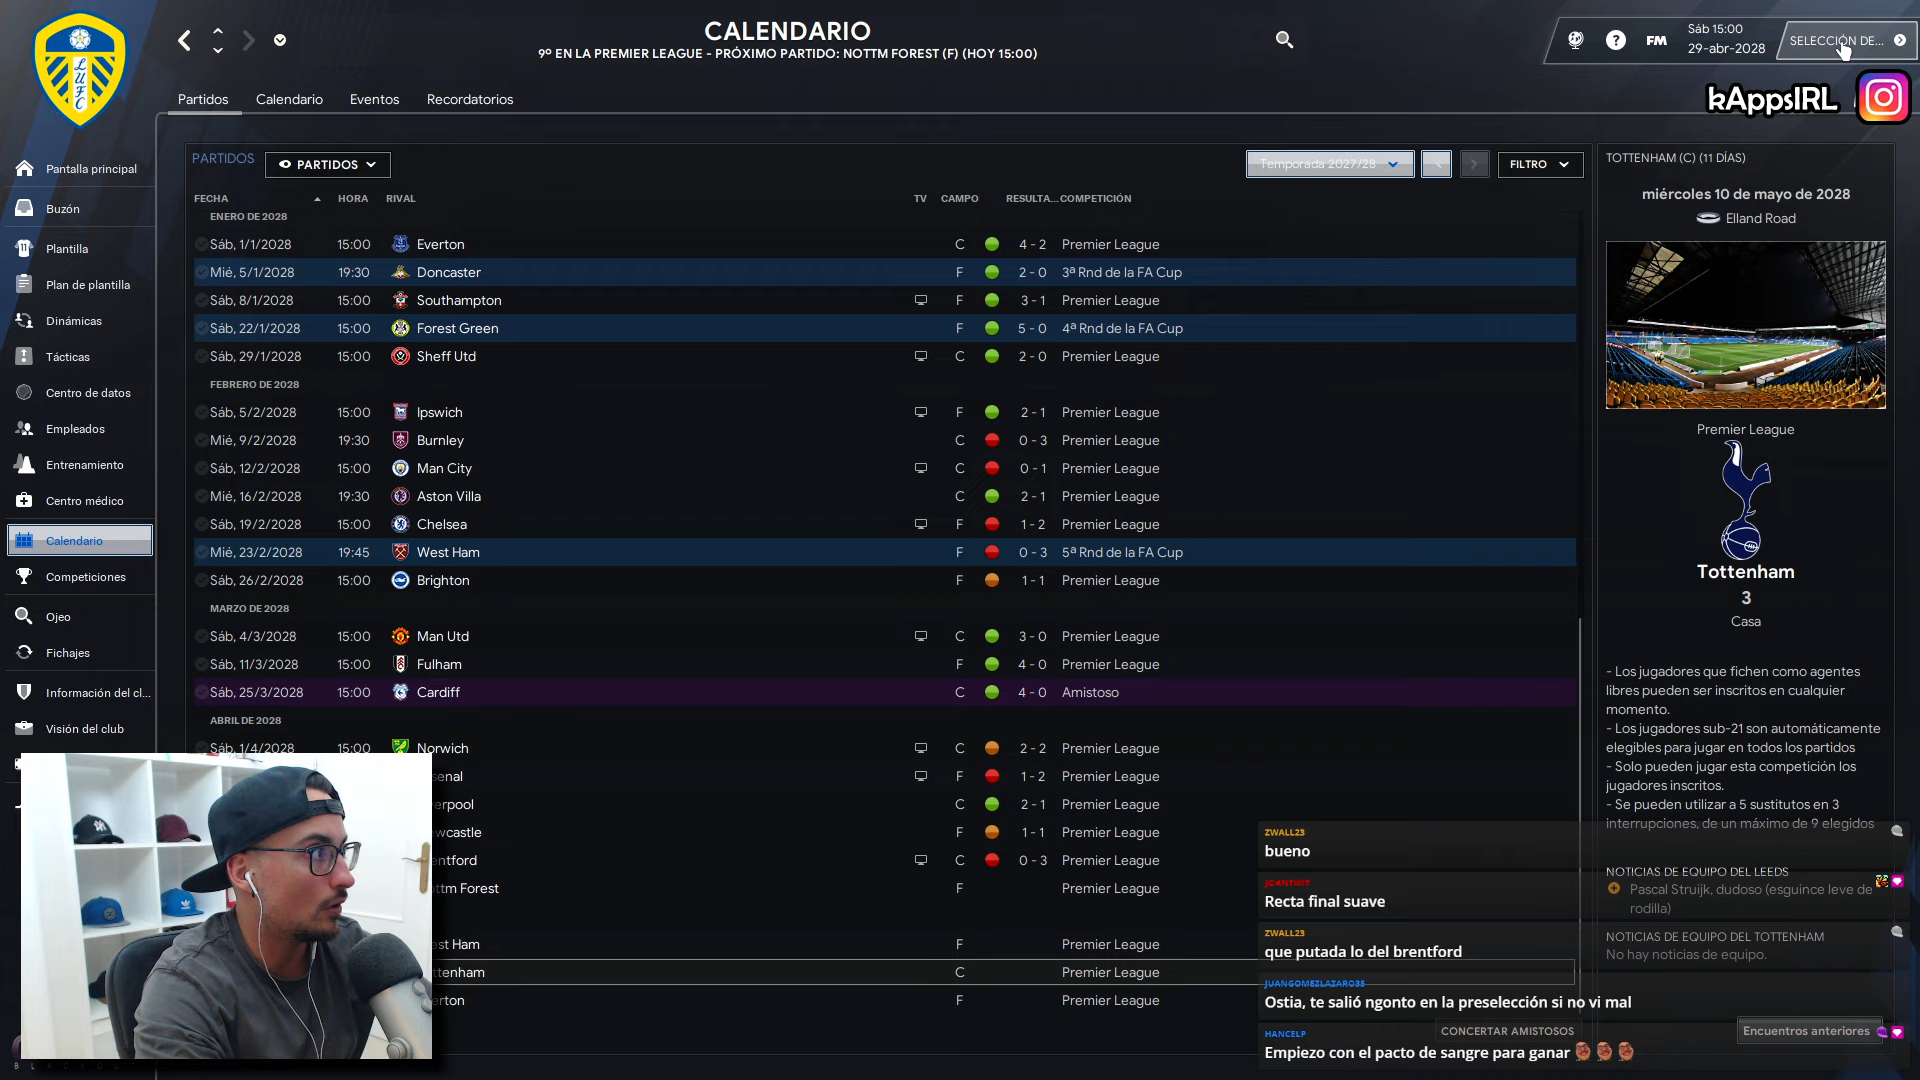 CALENDARIO
9º EN LA PREMIER LEAGUE - PRÓXIMO PARTIDO: NOTTM FOREST (F) (HOY 15:00)
FM
Sáb 15:00
29-abr-2028
SELECCIÓN DE...
kAppsIRL
Partidos
Calendario
Eventos
Recordatorios
LUFC
Pantalla principal
Buzón
Plantilla
Plan de plantilla
Dinámicas
Tácticas
Centro de datos
Empleados
Entrenamiento
Centro médico
Calendario
Competiciones
Ojeo
Fichajes
Información del cl...
Visión del club
PARTIDOS
PARTIDOS
Temporada 2027/28
FILTRO
FECHA HORA RIVAL TV CAMPO RESULTA... COMPETICIÓN
ENERO DE 2028
Sáb, 1/1/2028 15:00 Everton C 4 - 2 Premier League
Mié, 5/1/2028 19:30 Doncaster F 2 - 0 3ª Rnd de la FA Cup
Sáb, 8/1/2028 15:00 Southampton F 3 - 1 Premier League
Sáb, 22/1/2028 15:00 Forest Green F 5 - 0 4ª Rnd de la FA Cup
Sáb, 29/1/2028 15:00 Sheff Utd C 2 - 0 Premier League
FEBRERO DE 2028
Sáb, 5/2/2028 15:00 Ipswich F 2 - 1 Premier League
Mié, 9/2/2028 19:30 Burnley C 0 - 3 Premier League
Sáb, 12/2/2028 15:00 Man City C 0 - 1 Premier League
Mié, 16/2/2028 19:30 Aston Villa C 2 - 1 Premier League
Sáb, 19/2/2028 15:00 Chelsea F 1 - 2 Premier League
Mié, 23/2/2028 19:45 West Ham F 0 - 3 5ª Rnd de la FA Cup
Sáb, 26/2/2028 15:00 Brighton F 1 - 1 Premier League
MARZO DE 2028
Sáb, 4/3/2028 15:00 Man Utd C 3 - 0 Premier League
Sáb, 11/3/2028 15:00 Fulham F 4 - 0 Premier League
Sáb, 25/3/2028 15:00 Cardiff C 4 - 0 Amistoso
ABRIL DE 2028
Sáb, 1/4/2028 15:00 Norwich C 2 - 2 Premier League
senal F 1 - 2 Premier League
erpool C 2 - 1 Premier League
wcastle F 1 - 1 Premier League
entford C 0 - 3 Premier League
ttm Forest F Premier League
est Ham F Premier League
ttenham C Premier League
erton F Premier League
CONCERTAR AMISTOSOS
TOTTENHAM (C) (11 DÍAS)
miércoles 10 de mayo de 2028
Elland Road
Premier League
Tottenham
3
Casa
- Los jugadores que fichen como agentes
libres pueden ser inscritos en cualquier
momento.
- Los jugadores sub-21 son automáticamente
elegibles para jugar en todos los partidos
- Solo pueden jugar esta competición los
jugadores inscritos.
- Se pueden utilizar a 5 sustitutos en 3
interrupciones, de un máximo de 9 elegidos
NOTICIAS DE EQUIPO DEL LEEDS
Pascal Struijk, dudoso (esguince leve de
rodilla)
NOTICIAS DE EQUIPO DEL TOTTENHAM
No hay noticias de equipo.
Encuentros anteriores
ZWALL23
bueno
Recta final suave
ZWALL23
que putada lo del brentford
JUANGOMEZLAZARO35
Ostia, te salió ngonto en la preselección si no vi mal
HANCELP
Empiezo con el pacto de sangre para ganar